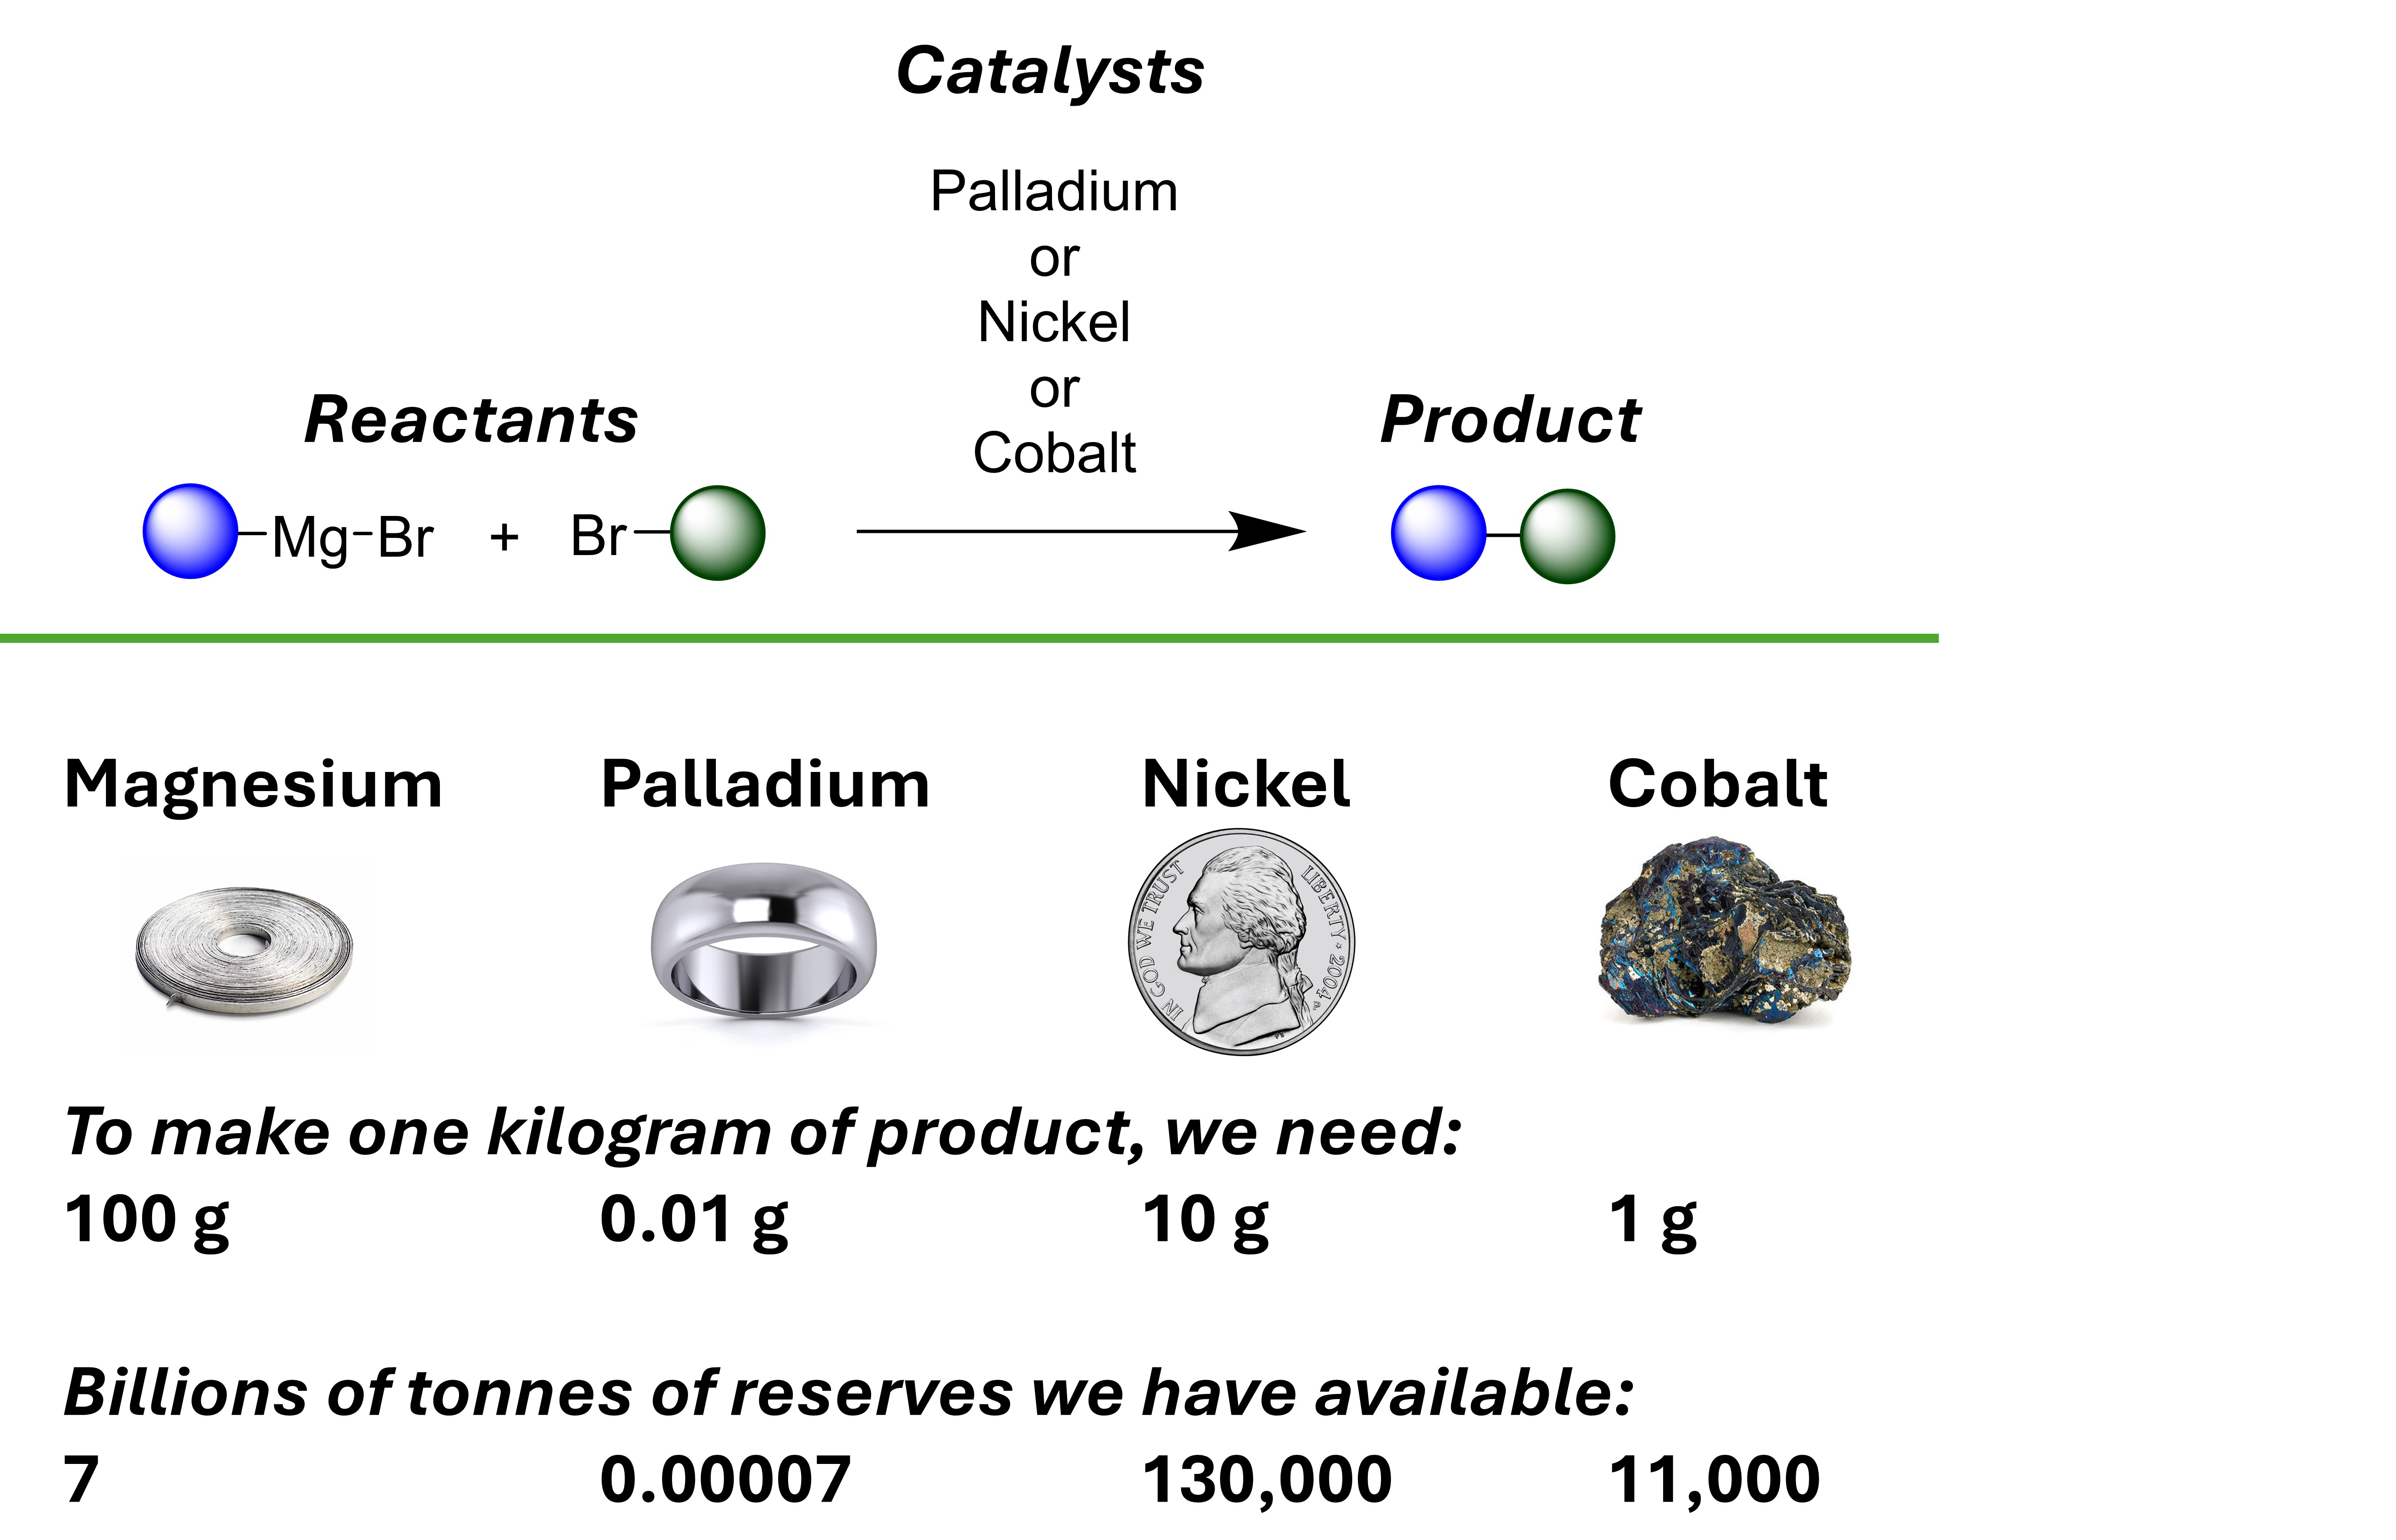 Catalysts
Palladium
or
Nickel
or
Cobalt
Reactants
Product
Mg-Br + Br
Magnesium Palladium Nickel Cobalt
IN GOD WE TRUST LIBERTY 2004
To make one kilogram of product, we need:
100 g 0.01 g 10 g 1 g
Billions of tonnes of reserves we have available:
7 0.00007 130,000 11,000